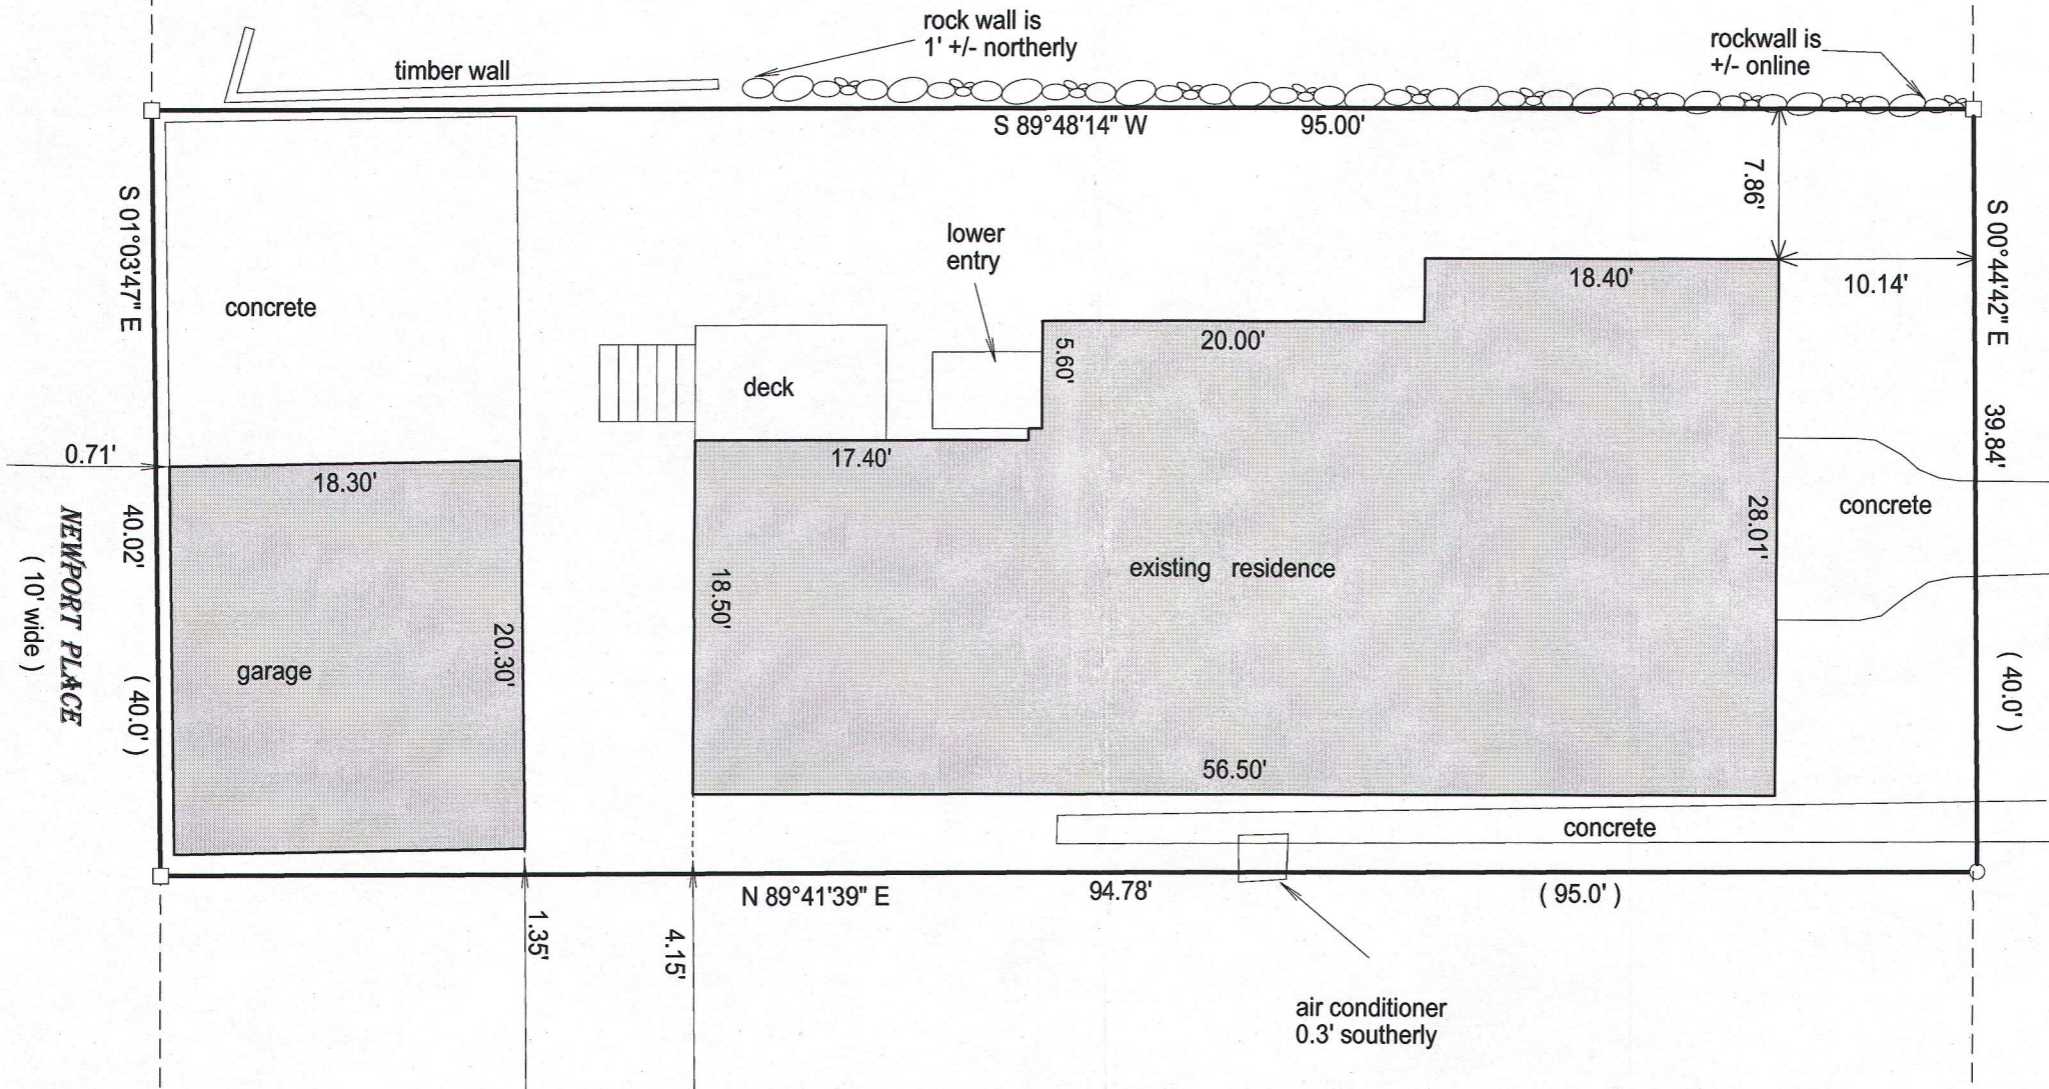 rock wall is
1' +/- northerly
rockwall is
+/- online
timber wall
S 89°48'14" W 95.00'
7.86'
S 01°03'47" E 40.02' ( 40.0' )
S 00°44'42" E 39.84' ( 40.0' )
lower
entry
concrete
18.40'
10.14'
20.00'
5.60'
deck
0.71'
17.40'
18.30'
NEWPORT PLACE
( 10' wide )
concrete
28.01'
existing residence
18.50'
20.30'
garage
56.50'
concrete
N 89°41'39" E 94.78' ( 95.0' )
1.35'
4.15'
air conditioner
0.3' southerly